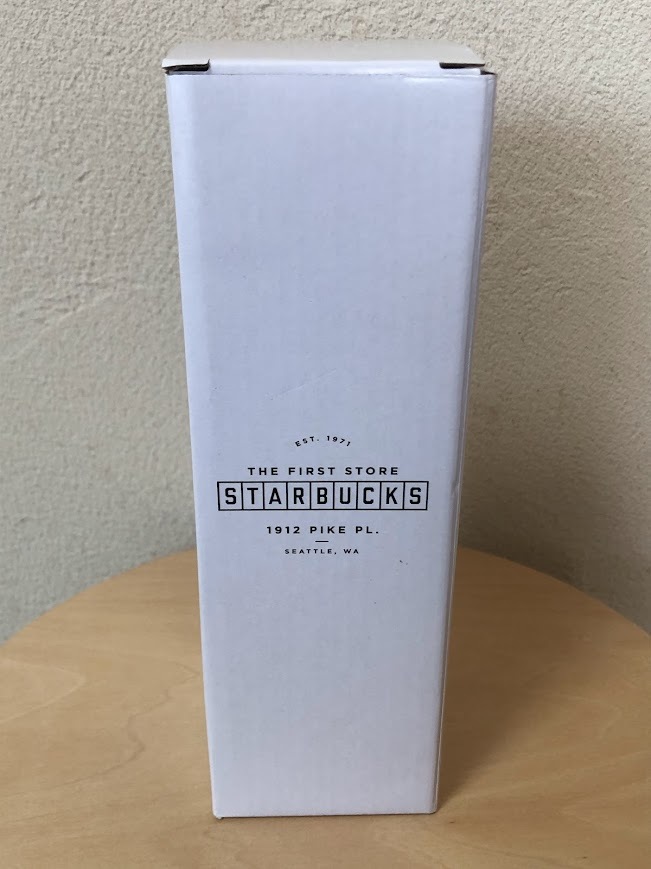 EST. 1971
THE FIRST STORE
STARBUCKS
1912 PIKE PL.
SEATTLE, WA